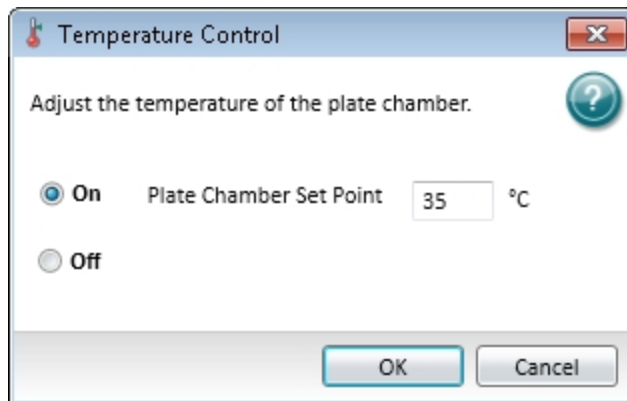 Temperature Control
Adjust the temperature of the plate chamber.
?
On Plate Chamber Set Point 35 °C
Off
OK Cancel